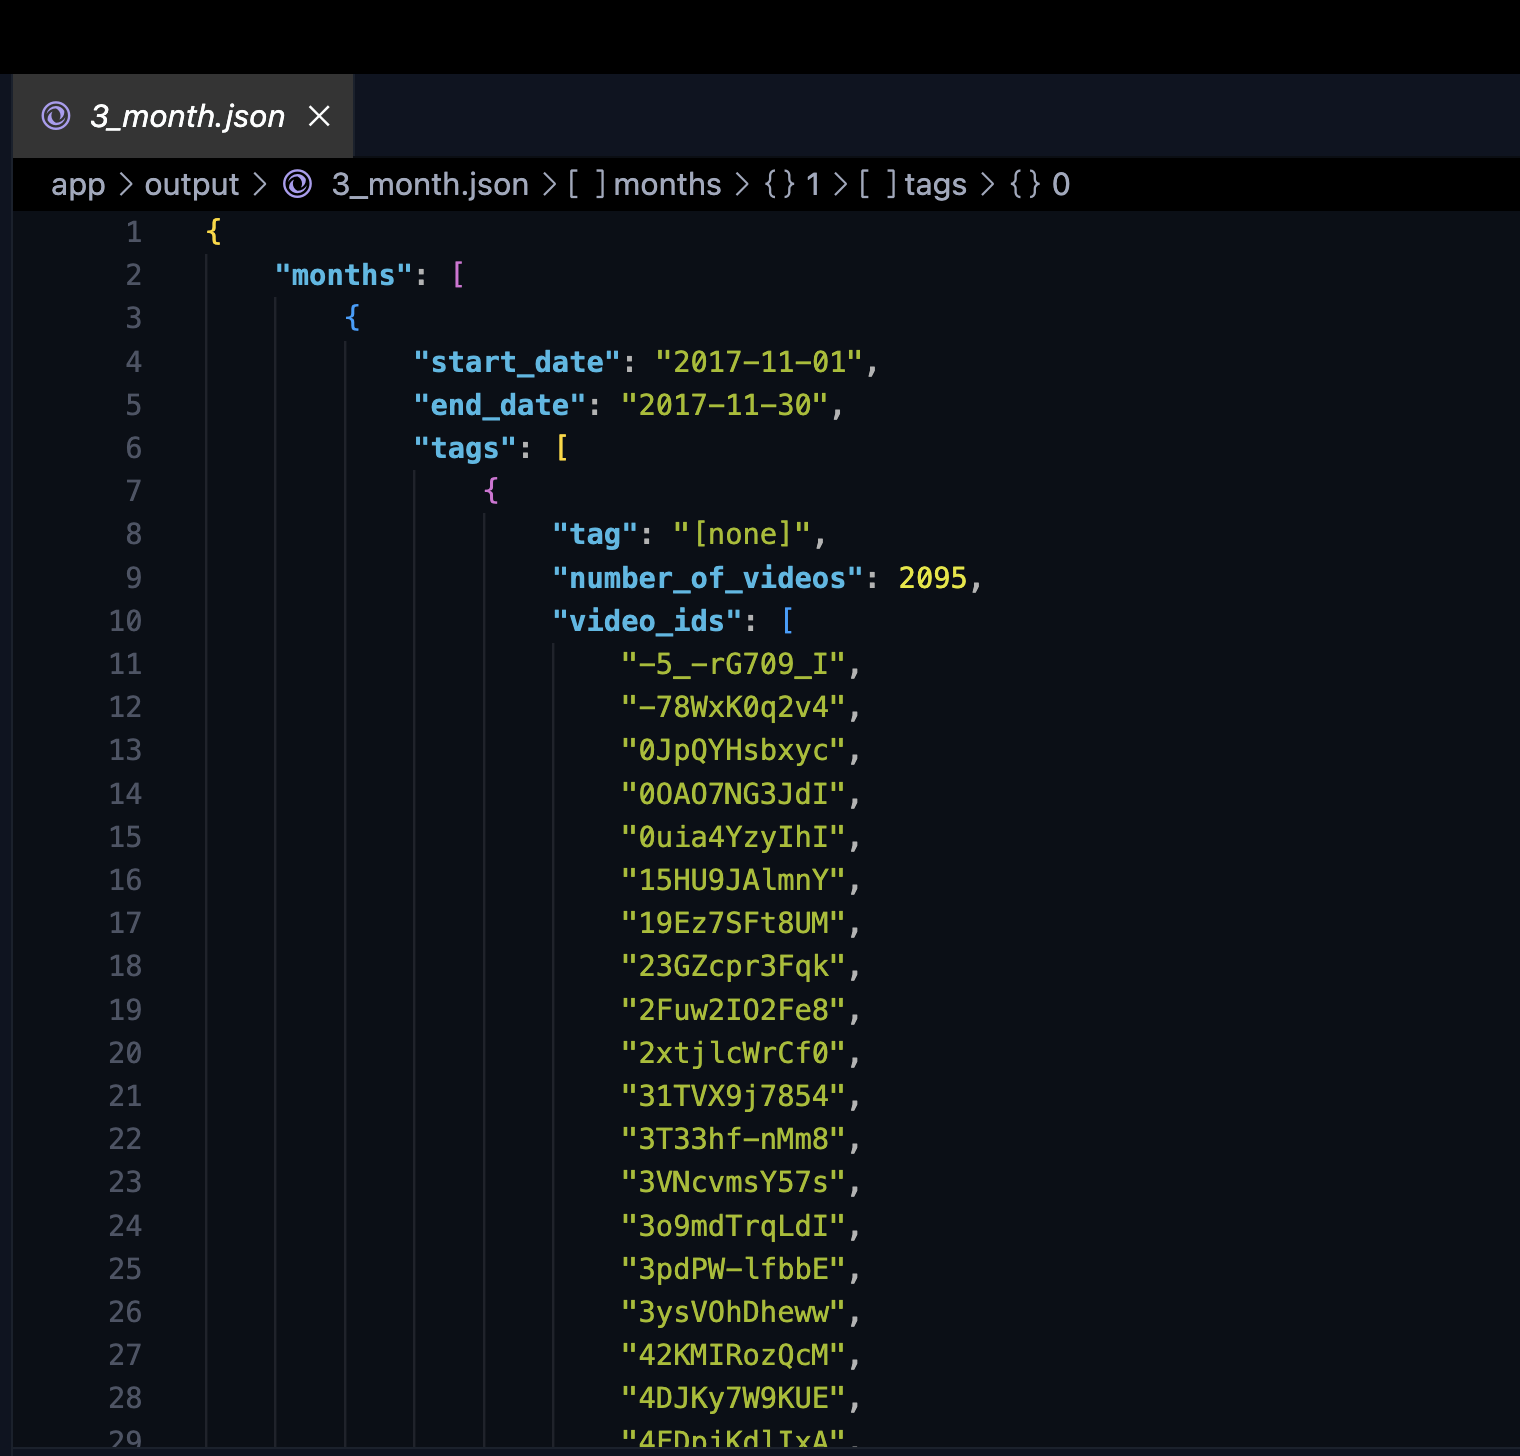 3_month.json ×
app > output > 3_month.json > [ ] months > {} 1 > [ ] tags > {} 0
1 {
2 "months": [
3 {
4 "start_date": "2017-11-01",
5 "end_date": "2017-11-30",
6 "tags": [
7 {
8 "tag": "[none]",
9 "number_of_videos": 2095,
10 "video_ids": [
11 "-5_-rG709_I",
12 "-78WxK0q2v4",
13 "0JpQYHsbxyc",
14 "0OAO7NG3JdI",
15 "0uia4YzyIhI",
16 "15HU9JAlmnY",
17 "19Ez7SFt8UM",
18 "23GZcpr3Fqk",
19 "2Fuw2IO2Fe8",
20 "2xtjlcWrCf0",
21 "31TVX9j7854",
22 "3T33hf-nMm8",
23 "3VNcvmsY57s",
24 "3o9mdTrqLdI",
25 "3pdPW-lfbbE",
26 "3ysVOhDheww",
27 "42KMIRozQcM",
28 "4DJKy7W9KUE",
29